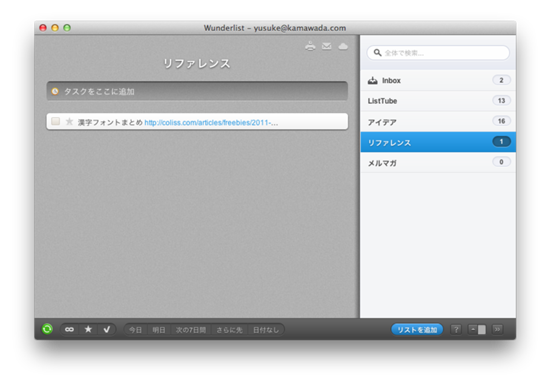 Wunderlist – yusuke@kamawada.com
リファレンス
タスクをここに追加
漢字フォントまとめ http://coliss.com/articles/freebies/2011-...
全体で検索...
Inbox 2
ListTube 13
アイデア 16
リファレンス 1
メルマガ 0
今日 明日 次の7日間 さらに先 日付なし
リストを追加 ?